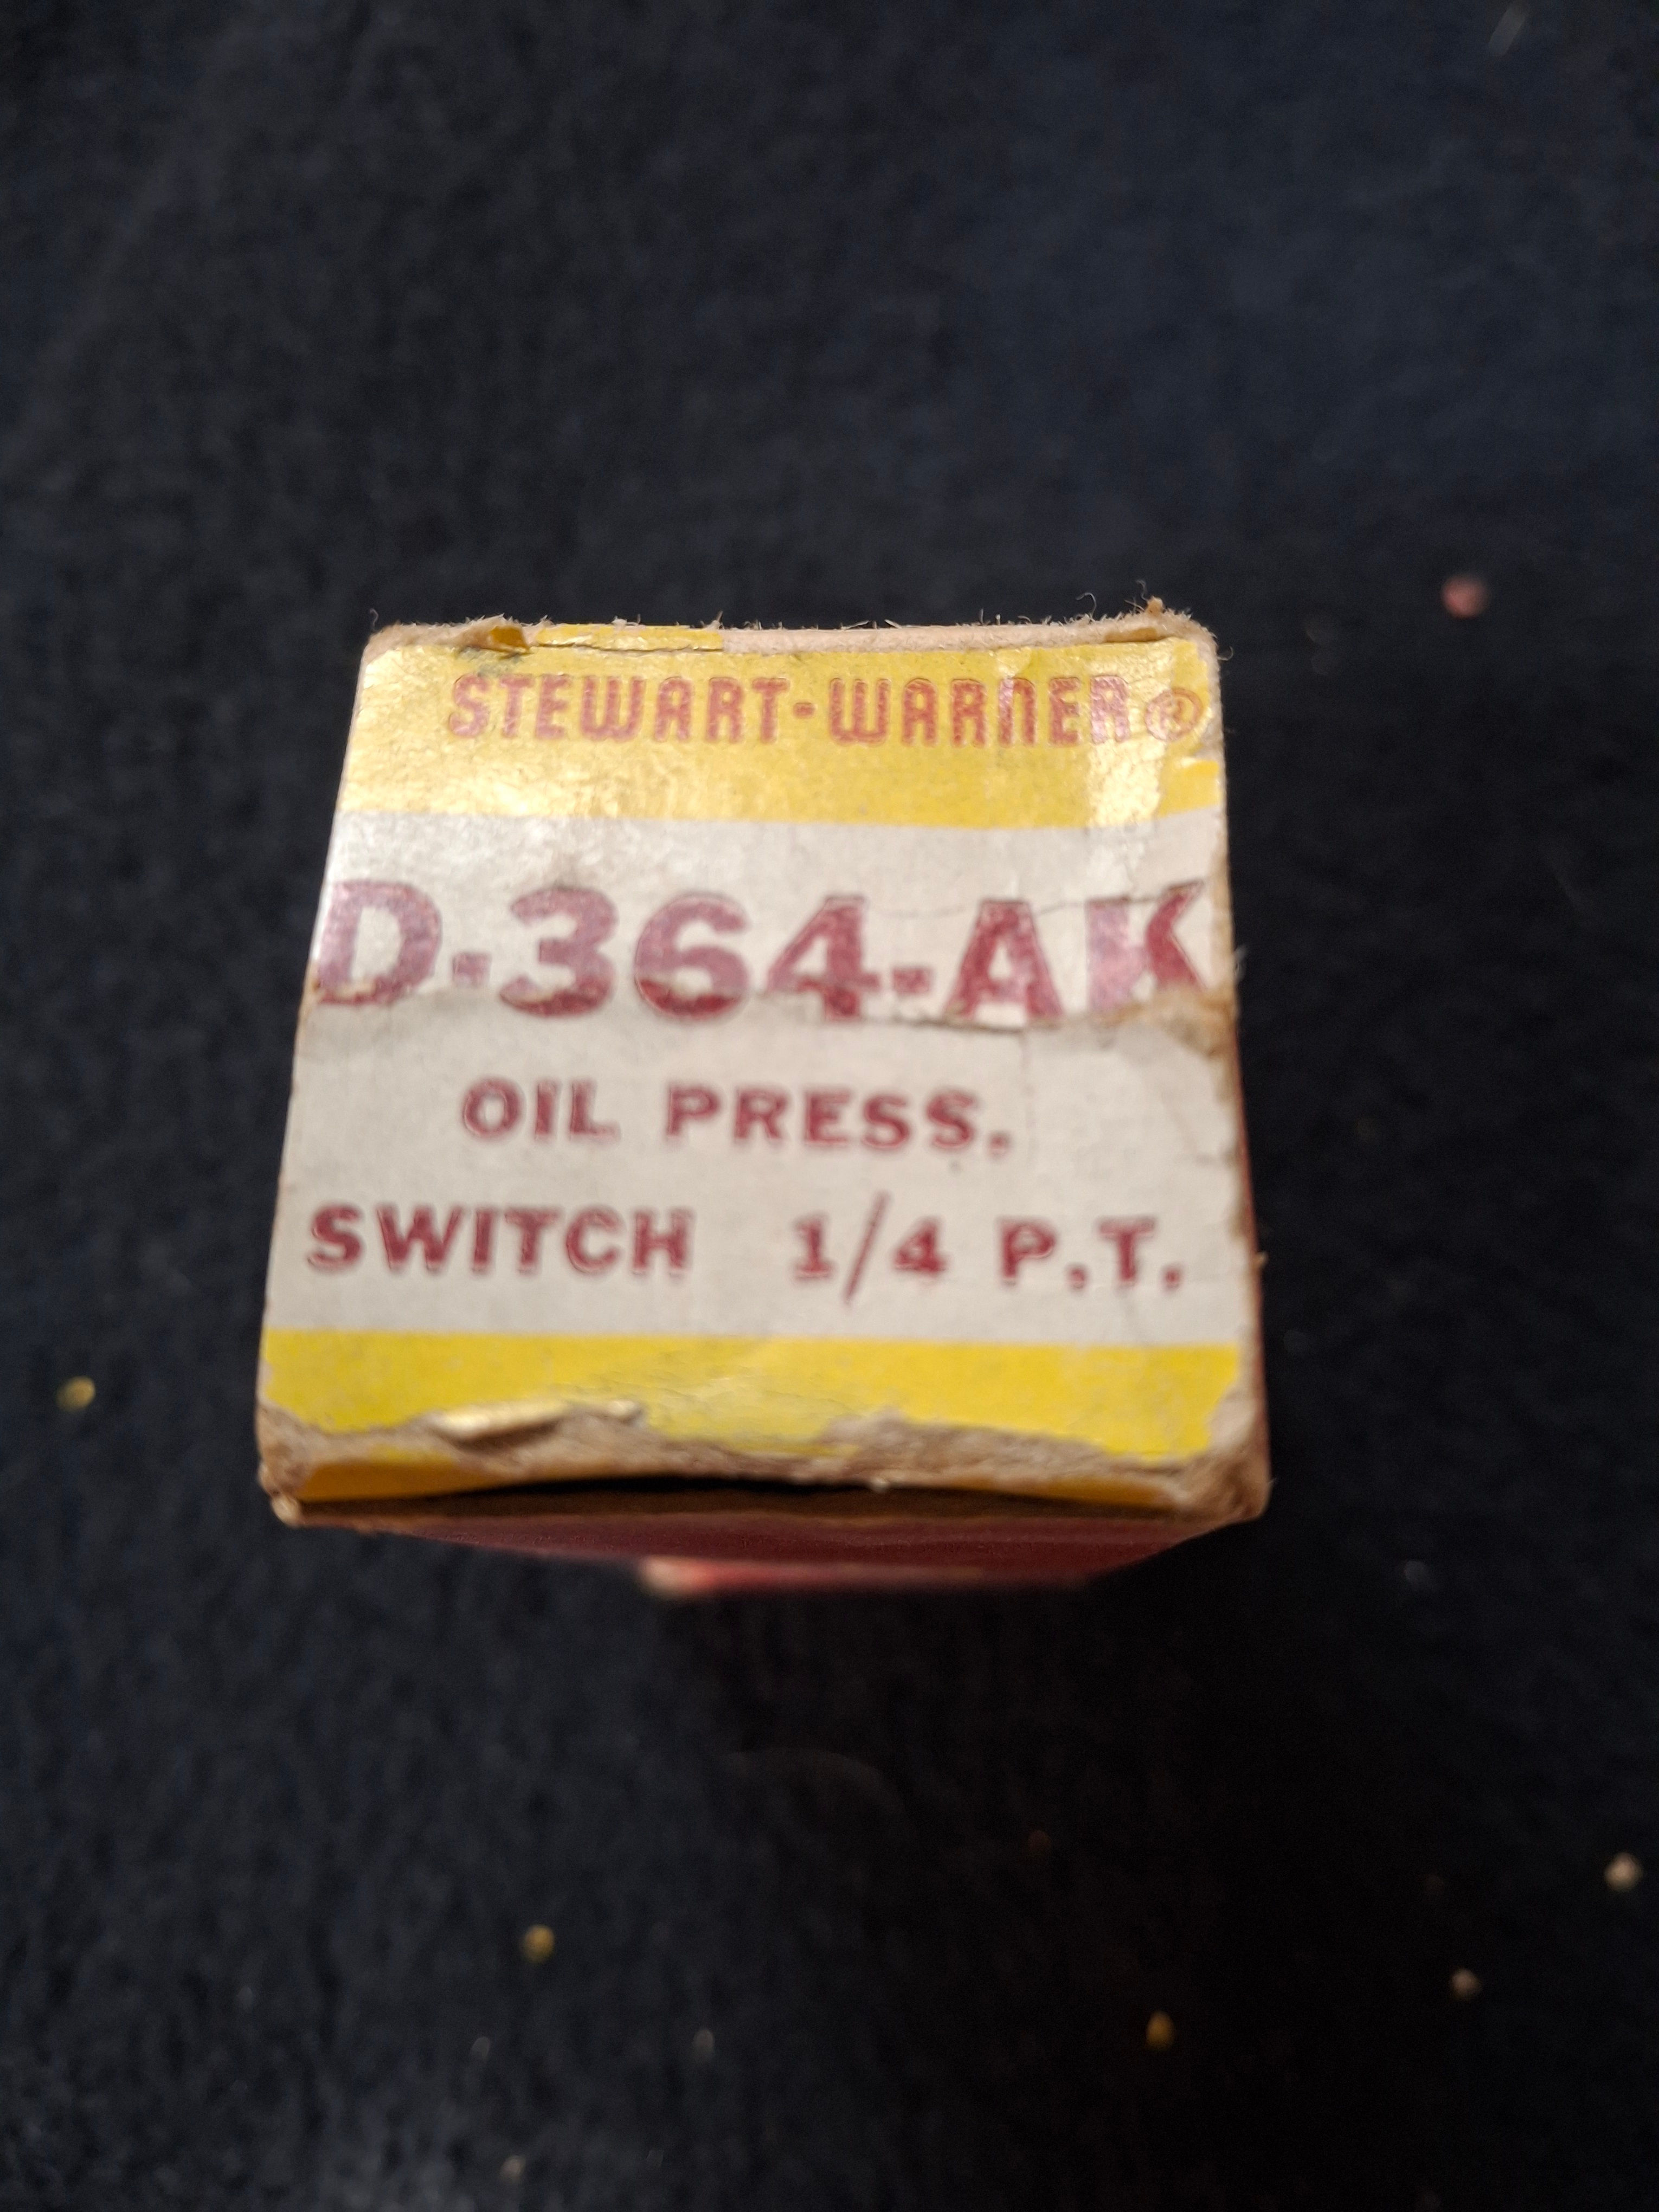 STEWART-WARNER®
D-364-AK
OIL PRESS.
SWITCH 1/4 P.T.